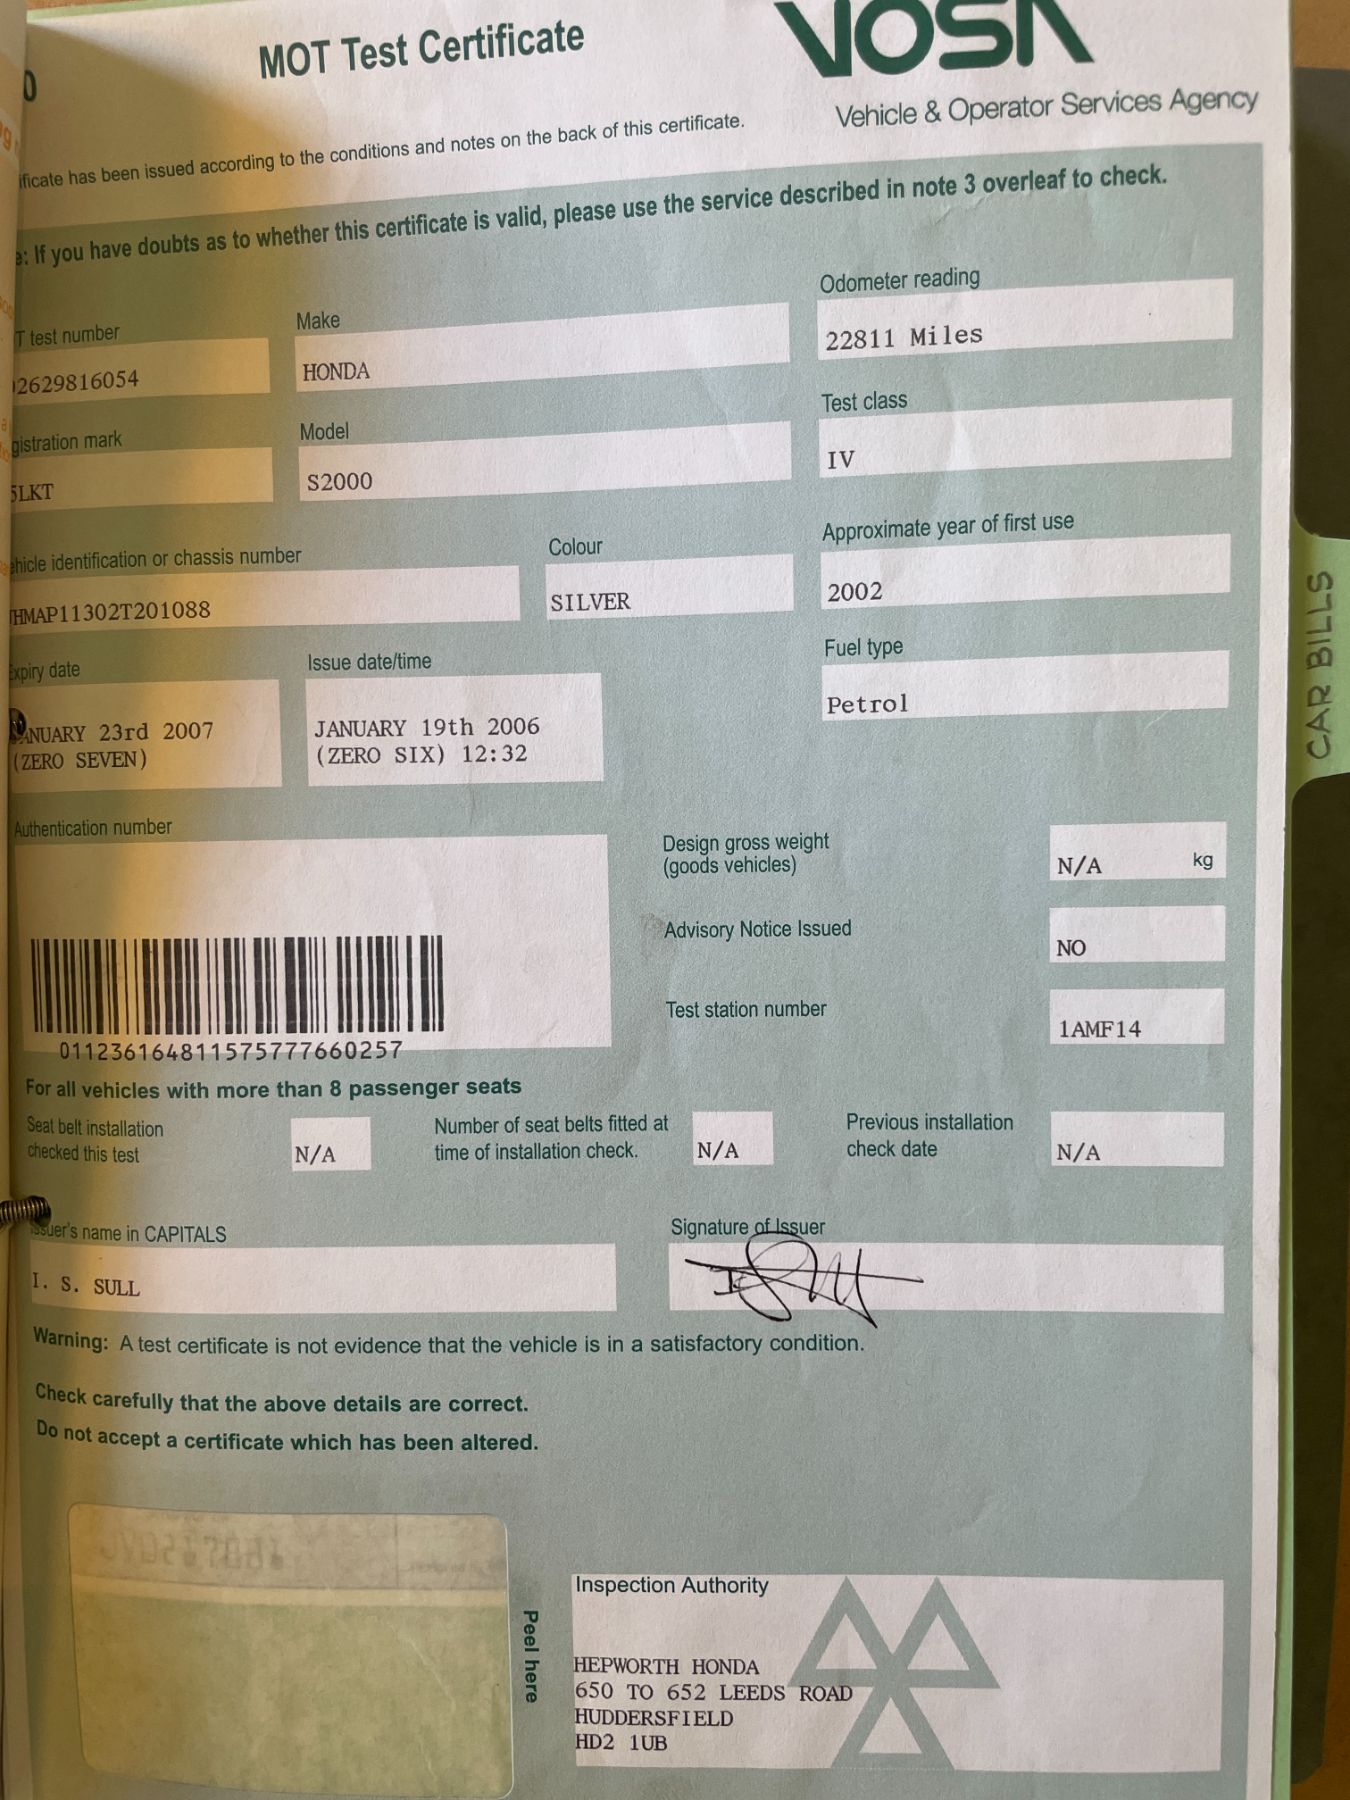 MOT Test Certificate
VOSA
Vehicle & Operator Services Agency
has been issued according to the conditions and notes on the back of this certificate.
If you have doubts as to whether this certificate is valid, please use the service described in note 3 overleaf to check.
T test number
Make
Odometer reading
2629816054
HONDA
22811 Miles
gistration mark
Model
Test class
5LKT
S2000
IV
hicle identification or chassis number
Colour
Approximate year of first use
HMAP11302T201088
SILVER
2002
Expiry date
Issue date/time
Fuel type
ANUARY 23rd 2007
(ZERO SEVEN)
JANUARY 19th 2006
(ZERO SIX) 12:32
Petrol
Authentication number
Design gross weight
(goods vehicles)
N/A kg
Advisory Notice Issued
NO
Test station number
1AMF14
011236164811575777660257
For all vehicles with more than 8 passenger seats
Seat belt installation
checked this test
N/A
Number of seat belts fitted at
time of installation check.
N/A
Previous installation
check date
N/A
Issuer's name in CAPITALS
Signature of Issuer
I. S. SULL
Warning: A test certificate is not evidence that the vehicle is in a satisfactory condition.
Check carefully that the above details are correct.
Do not accept a certificate which has been altered.
Peel here
Inspection Authority
HEPWORTH HONDA
650 TO 652 LEEDS ROAD
HUDDERSFIELD
HD2 1UB
CAR BILLS